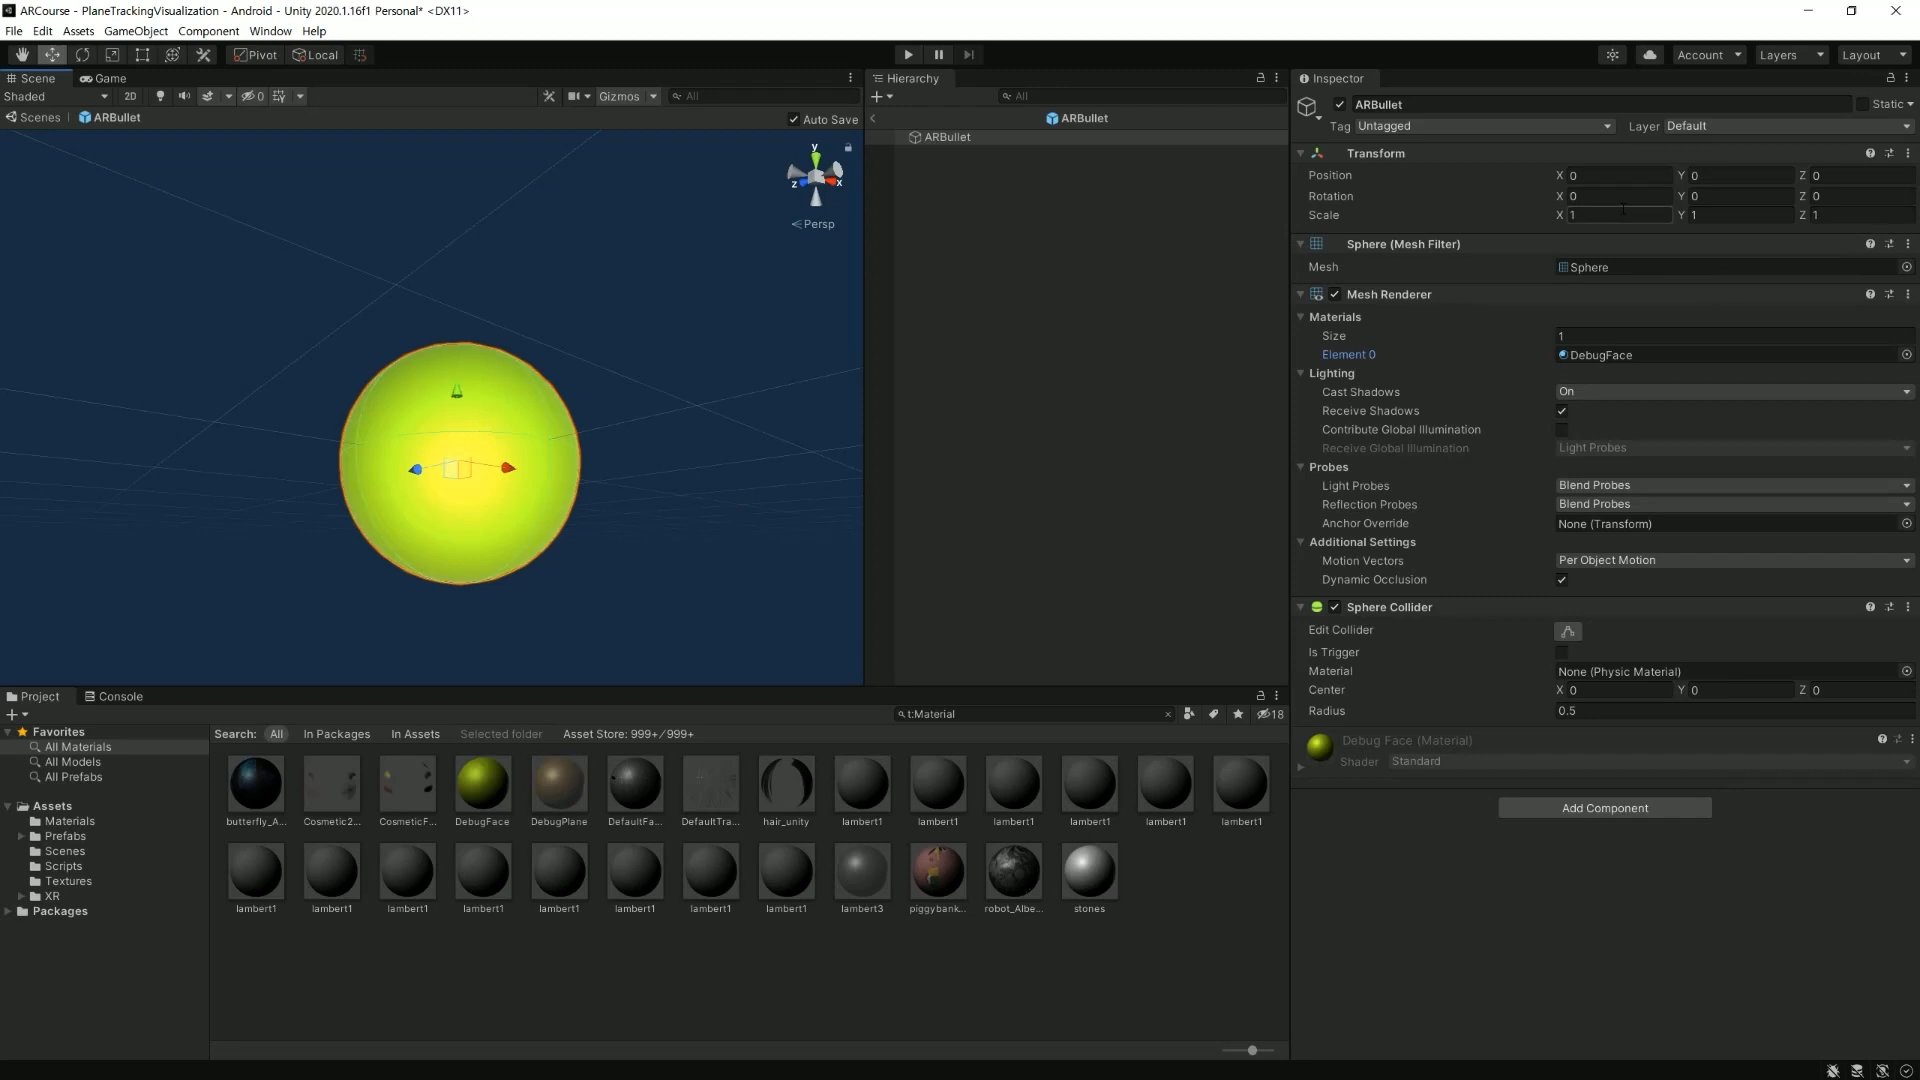 ARCourse - PlaneTrackingVisualization - Android - Unity 2020.1.16f1 Personal* <DX11>
File Edit Assets GameObject Component Window Help
Pivot Local Account Layers Layout
Scene Game
Shaded 2D 0 Gizmos All
Scenes ARBullet Auto Save
y
z x
Persp
Hierarchy
All
ARBullet
ARBullet
Inspector
ARBullet Static
Tag Untagged Layer Default
Transform
Position X 0 Y 0 Z 0
Rotation X 0 Y 0 Z 0
Scale X 1 Y 1 Z 1
Sphere (Mesh Filter)
Mesh Sphere
Mesh Renderer
Materials
Size 1
Element 0 DebugFace
Lighting
Cast Shadows On
Receive Shadows
Contribute Global Illumination
Receive Global Illumination Light Probes
Probes
Light Probes Blend Probes
Reflection Probes Blend Probes
Anchor Override None (Transform)
Additional Settings
Motion Vectors Per Object Motion
Dynamic Occlusion
Sphere Collider
Edit Collider
Is Trigger
Material None (Physic Material)
Center X 0 Y 0 Z 0
Radius 0.5
Debug Face (Material)
Shader Standard
Add Component
Project Console
t:Material 18
Favorites
All Materials
All Models
All Prefabs
Assets
Materials
Prefabs
Scenes
Scripts
Textures
XR
Packages
Search: All In Packages In Assets Selected folder Asset Store: 999+/999+
butterfly_A... Cosmetic2... CosmeticF... DebugFace DebugPlane DefaultFa... DefaultTra... hair_unity lambert1 lambert1 lambert1 lambert1 lambert1 lambert1
lambert1 lambert1 lambert1 lambert1 lambert1 lambert1 lambert1 lambert1 lambert3 piggybank... robot_Albe... stones